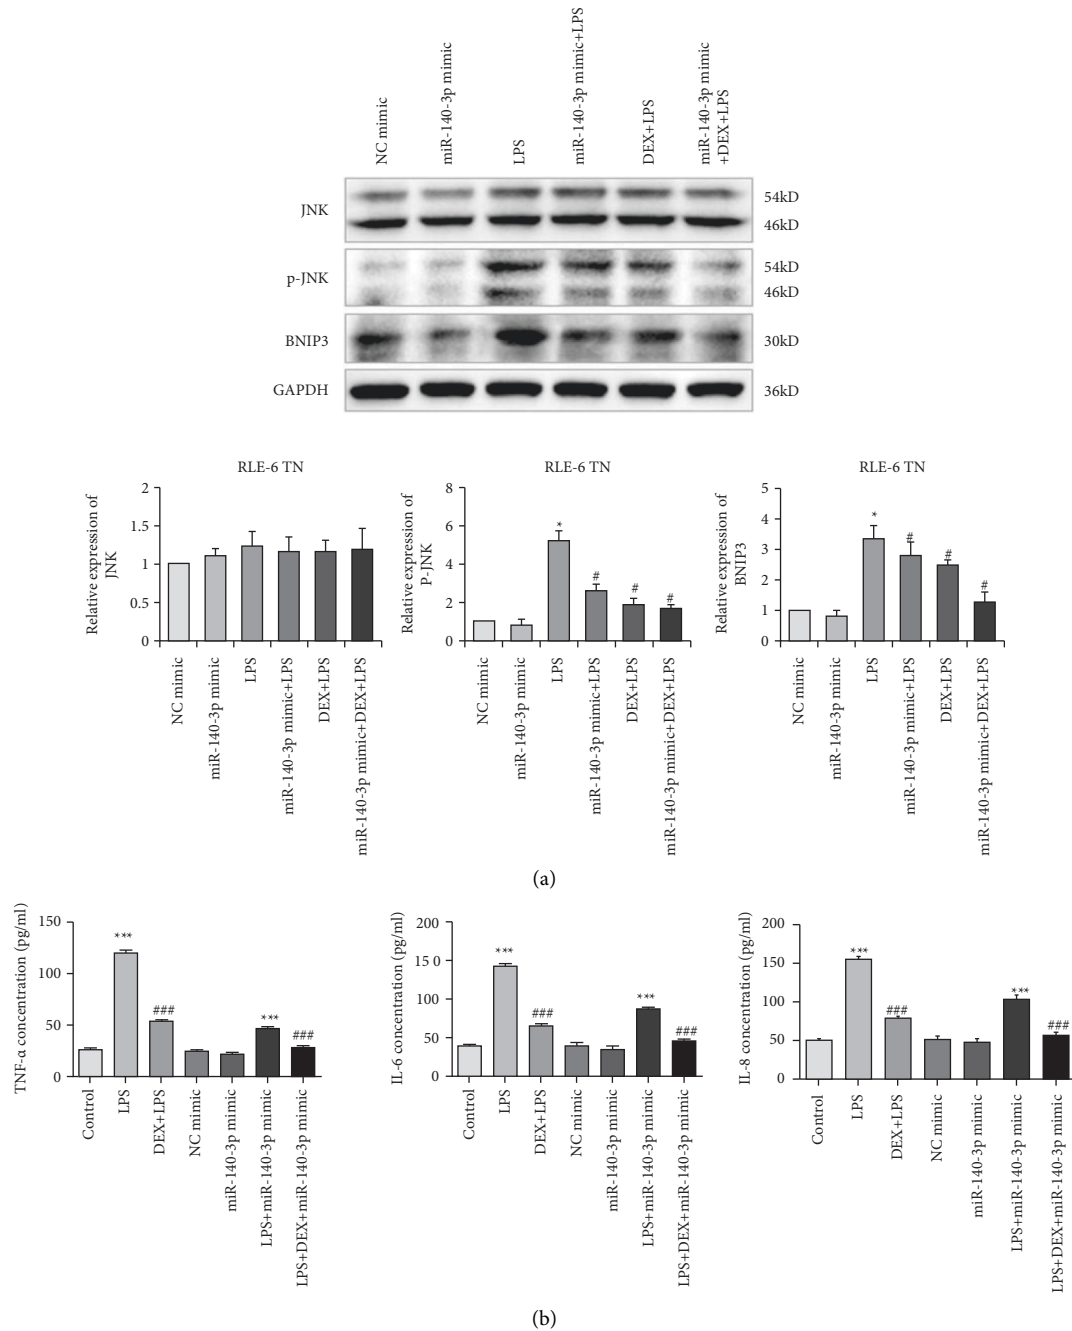 NC mimic
miR-140-3p mimic
LPS
miR-140-3p mimic+LPS
DEX+LPS
miR-140-3p mimic
+DEX+LPS
JNK
54kD
46kD
p-JNK
54kD
46kD
BNIP3
30kD
GAPDH
36kD
RLE-6 TN
Relative expression of
JNK
2
1.5
1
0.5
0
NC mimic
miR-140-3p mimic
LPS
miR-140-3p mimic+LPS
DEX+LPS
miR-140-3p mimic+DEX+LPS
RLE-6 TN
Relative expression of
P-JNK
8
6
4
2
0
*
#
#
#
NC mimic
miR-140-3p mimic
LPS
miR-140-3p mimic+LPS
DEX+LPS
miR-140-3p mimic+DEX+LPS
RLE-6 TN
Relative expression of
BNIP3
5
4
3
2
1
0
*
#
#
#
NC mimic
miR-140-3p mimic
LPS
miR-140-3p mimic+LPS
DEX+LPS
miR-140-3p mimic+DEX+LPS
(a)
TNF-α concentration (pg/ml)
150
100
50
0
***
###
***
###
Control
LPS
DEX+LPS
NC mimic
miR-140-3p mimic
LPS+miR-140-3p mimic
LPS+DEX+miR-140-3p mimic
IL-6 concentration (pg/ml)
200
15 0
100
50
0
***
###
***
###
Control
LPS
DEX+LPS
NC mimic
miR-140-3p mimic
LPS+miR-140-3p mimic
LPS+DEX+miR-140-3p mimic
IL-8 concentration (pg/ml)
200
150
100
50
0
***
###
***
###
Control
LPS
DEX+LPS
NC mimic
miR-140-3p mimic
LPS+miR-140-3p mimic
LPS+DEX+miR-140-3p mimic
(b)